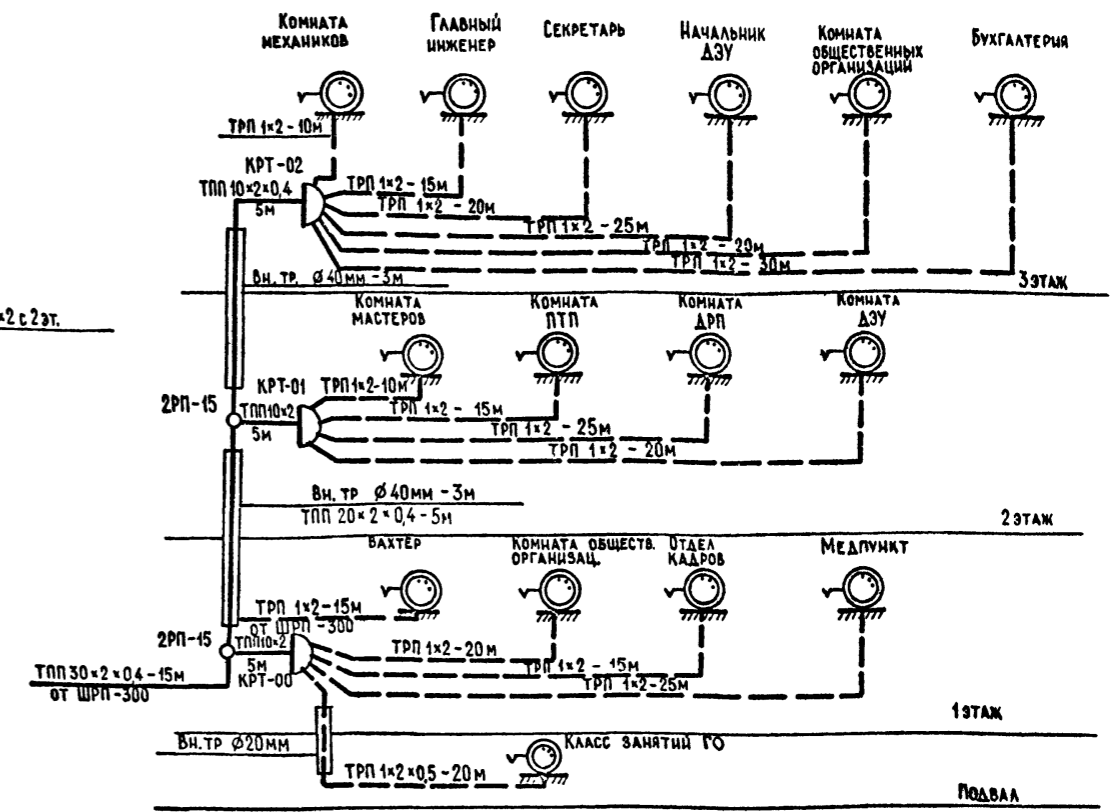 Комната механиков
Главный инженер
Секретарь
Начальник ДЭУ
Комната общественных организаций
Бухгалтерия
ТРП 1×2-10м
КРТ-02
ТПП 10×2×0,4
5м
ТРП 1×2-15м
ТРП 1×2-20м
ТРП 1×2-25м
ТРП 1×2-20м
ТРП 1×2-30м
Вн. тр. Ø40мм-3м
3 этаж
×2 с 2эт.
Комната мастеров
Комната ПТП
Комната ДРП
Комната ДЭУ
2РП-15
КРТ-01
ТПП10×2
5м
ТРП1×2-10м
ТРП 1×2-15м
ТРП 1×2-25м
ТРП 1×2-20м
Вн. тр Ø40мм-3м
ТПП 20×2×0,4-5м
2 этаж
Вахтёр
Комната обществ. организац.
Отдел кадров
Медпункт
ТРП 1×2-15м
от ШРП-300
2РП-15
ТПП10×2
5м
КРТ-00
ТРП 1×2-20м
ТРП 1×2-15м
ТРП 1×2-25м
ТПП 30×2×0,4-15м
от ШРП-300
1 этаж
Вн. тр Ø20мм
Класс занятий ГО
ТРП 1×2×0,5-20м
Подвал